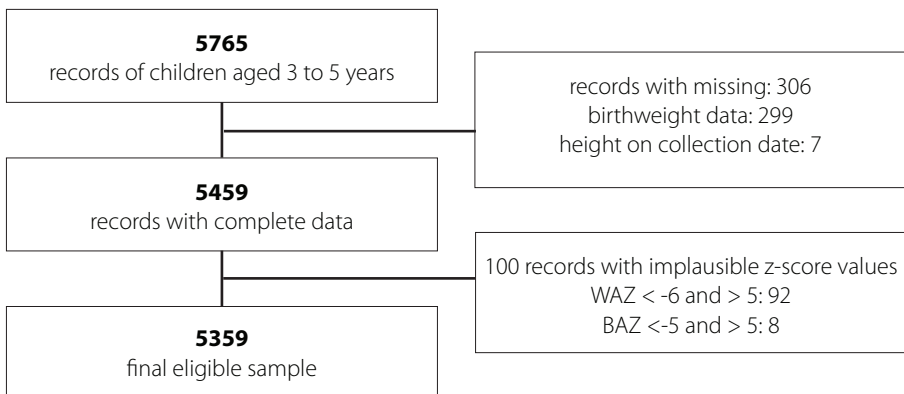 5765
records of children aged 3 to 5 years
records with missing: 306
birthweight data: 299
height on collection date: 7
5459
records with complete data
100 records with implausible z-score values
WAZ < -6 and > 5: 92
BAZ <-5 and > 5: 8
5359
final eligible sample